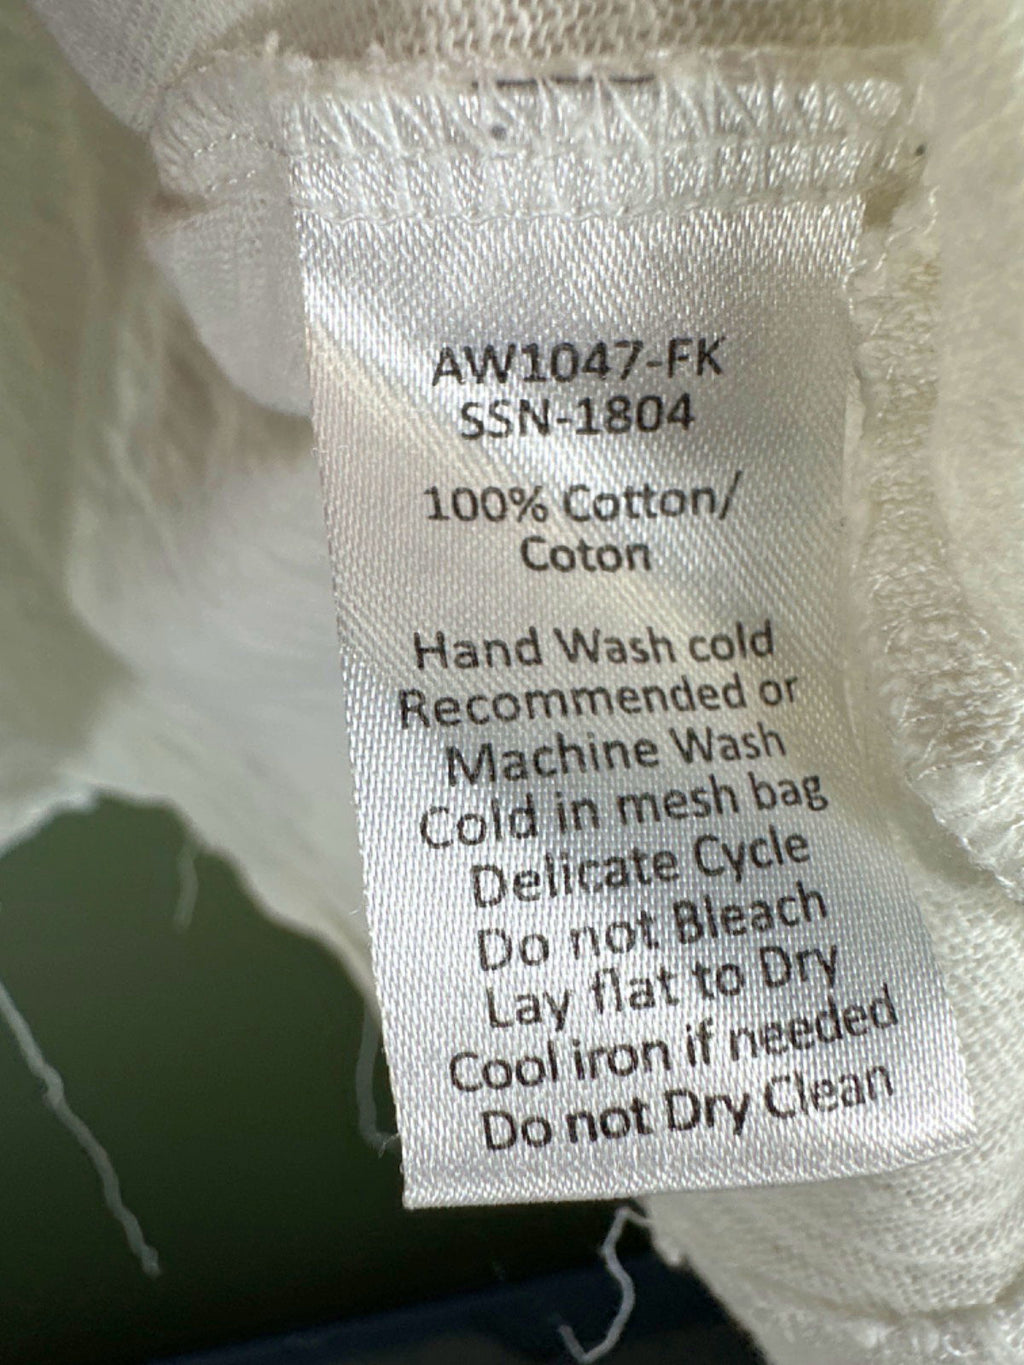 AW1047-FK
SSN-1804
100% Cotton/
Coton
Hand Wash cold
Recommended or
Machine Wash
Cold in mesh bag
Delicate Cycle
Do not Bleach
Lay flat to Dry
Cool iron if needed
Do not Dry Clean